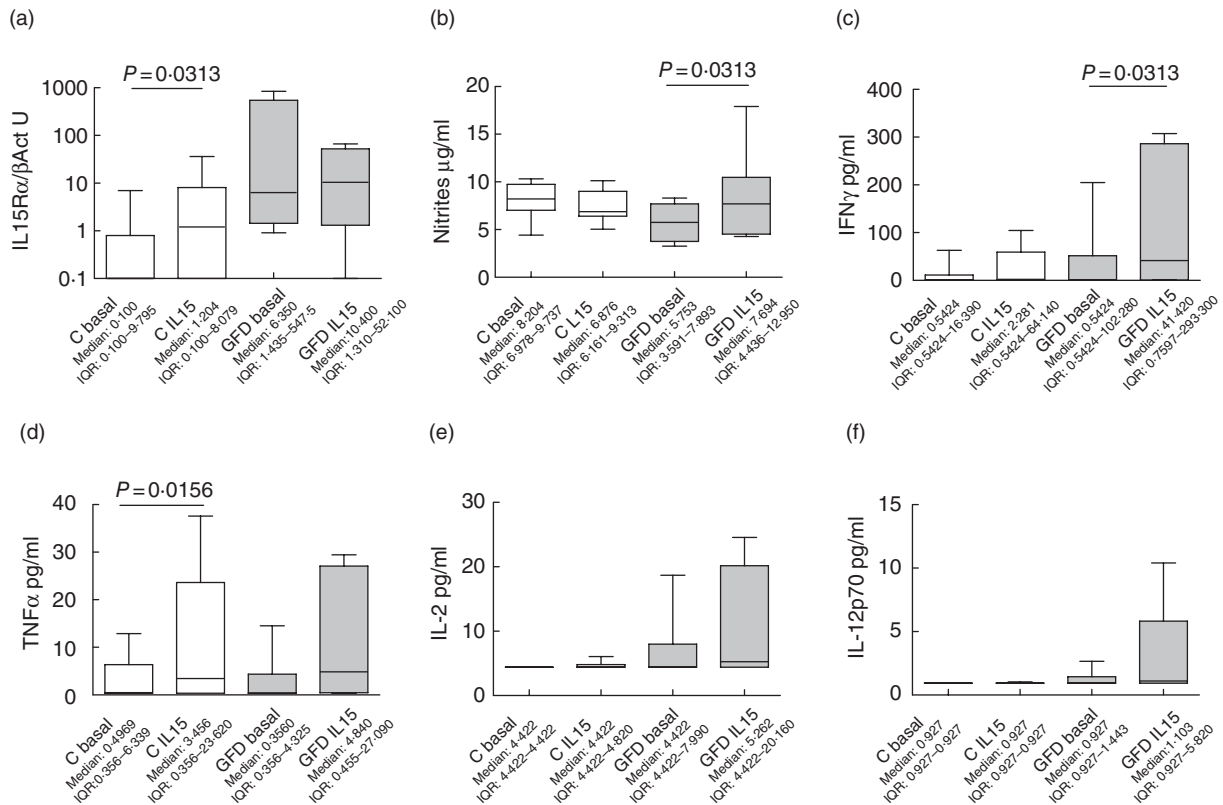 (a)
P = 0·0313
IL15Rα/βAct U
1000
100
10
1
0·1
C basal
Median: 0·100
IQR: 0·100–9·795
C IL15
Median: 1·204
IQR: 0·100–8·079
GFD basal
Median: 6·350
IQR: 1·435–547·5
GFD IL15
Median:10·400
IQR: 1·310–52·100
(b)
P = 0·0313
Nitrites μg/ml
20
15
10
5
0
C basal
Median: 8·204
IQR: 6·978–9·737
C L15
Median: 6·876
IQR: 6·161–9·313
GFD basal
Median: 5·753
IQR: 3·591–7·893
GFD IL15
Median: 7·694
IQR: 4·436–12·950
(c)
P = 0·0313
IFNγ pg/ml
400
300
200
100
0
C basal
Median: 0·5424
IQR: 0·5424–16·390
C IL15
Median: 2·281
IQR: 0·5424–64·140
GFD basal
Median: 0·5424
IQR: 0·5424–102·280
GFD IL15
Median: 41·420
IQR: 0·7597–293·300
(d)
P = 0·0156
TNFα pg/ml
40
30
20
10
0
C basal
Median: 0·4969
IQR:0·356–6·339
C IL15
Median: 3·456
IQR: 0·356–23·620
GFD basal
Median: 0·3560
IQR: 0·356–4·325
GFD IL15
Median: 4·840
IQR: 0·455–27·090
(e)
IL-2 pg/ml
30
20
10
0
C basal
Median: 4·422
IQR: 4·422–4·422
C IL15
Median: 4·422
IQR: 4·422–4·820
GFD basal
Median: 4·422
IQR: 4·422–7·990
GFD IL15
Median: 5·262
IQR: 4·422–20·160
(f)
IL-12p70 pg/ml
15
10
5
0
C basal
Median: 0·927
IQR: 0·927–0·927
C IL15
Median: 0·927
IQR: 0·927–0·927
GFD basal
Median: 0·927
IQR: 0·927–1·443
GFD IL15
Median:1·103
IQR: 0·927–5·820